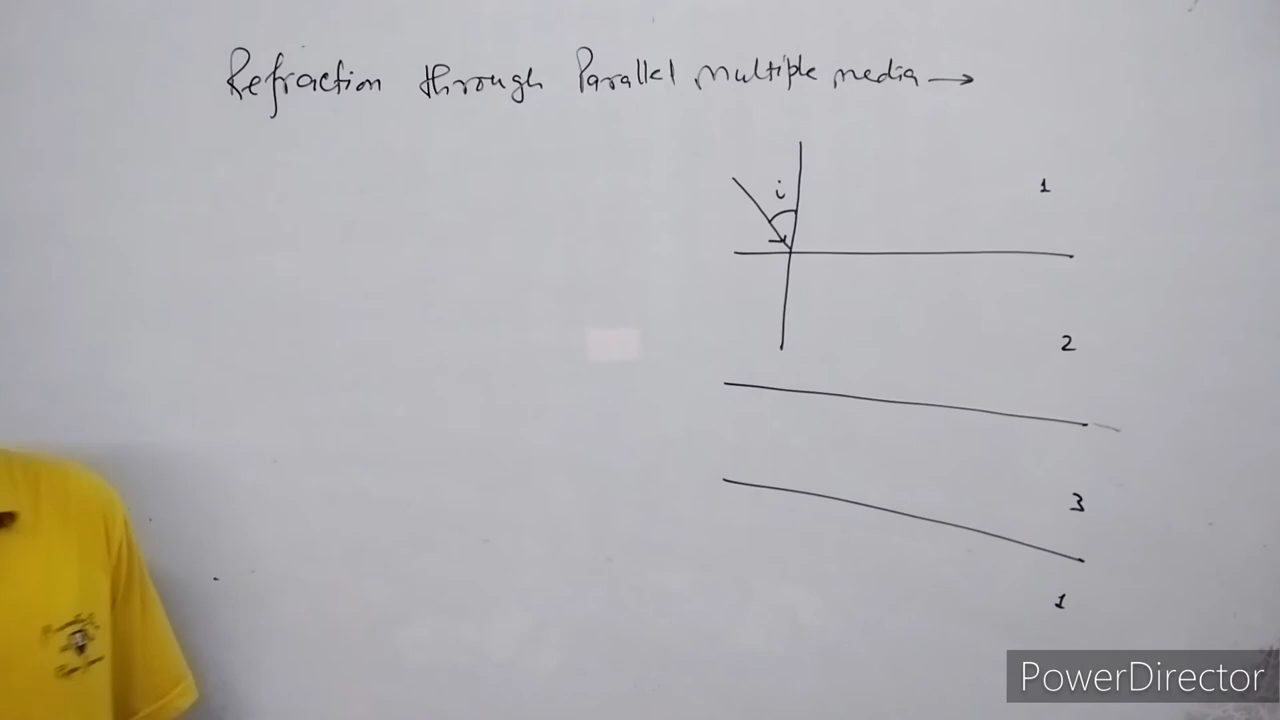 Refraction through Parallel multiple media →
i
1
2
3
1
PowerDirector